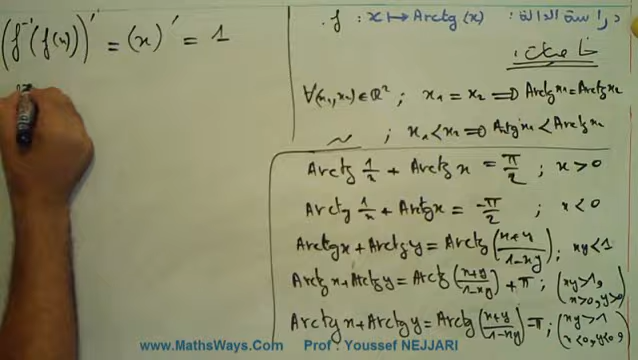 (f⁻¹(f(x)))' = (x)' = 1
دراسة الدالة : f : x ↦ Arctg(x)
خاصيات :
∀(x₁,x₂)∈ℝ² ; x₁ = x₂ ⟺ Arctg x₁ = Arctg x₂
~ ; x₁ < x₂ ⟺ Arctg x₁ < Arctg x₂
Arctg 1/x + Arctg x = π/2 ; x > 0
Arctg 1/x + Arctg x = -π/2 ; x < 0
Arctg x + Arctg y = Arctg (x+y/1-xy) ; xy < 1
Arctg x + Arctg y = Arctg (x+y/1-xy) + π ; (xy > 1, x > 0, y > 0)
Arctg x + Arctg y = Arctg (x+y/1-xy) - π ; (xy > 1 x < 0, y < 0)
www.MathsWays.Com Prof : Youssef NEJJARI